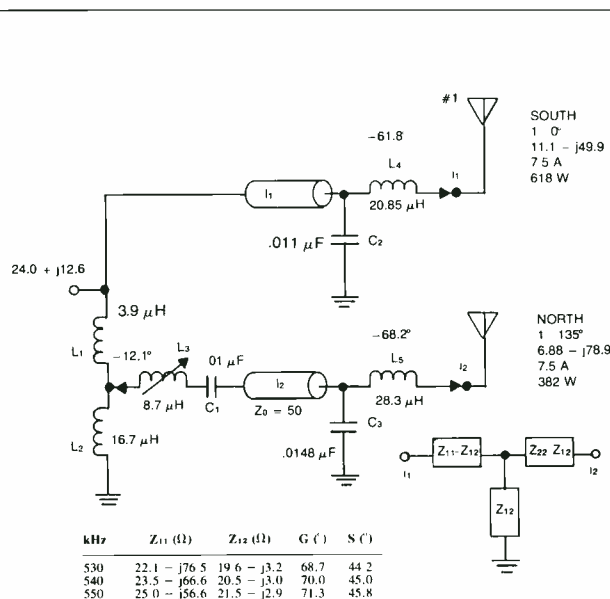 #1
SOUTH
1 0°
11.1 – j49.9
7 5 A
618 W
-61.8
L4
I1
20.85 µH
I1
.011 µF
C2
24.0 + j12.6
3.9 µH
L1
-12.1°
L3
01 µF
8.7 µH
C1
I2
Z0 = 50
-68.2°
L5
I2
28.3 µH
NORTH
1 135°
6.88 – j78.9
7.5 A
382 W
L2
16.7 µH
C3
.0148 µF
I1
Z11-Z12
Z22 Z12
I2
Z12
kHz Z11 (Ω) Z12 (Ω) G (°) S (°)
530 22.1 – j76 5 19 6 – j3.2 68.7 44 2
540 23.5 – j66.6 20.5 – j3.0 70.0 45.0
550 25 0 – j56.6 21.5 – j2.9 71.3 45.8